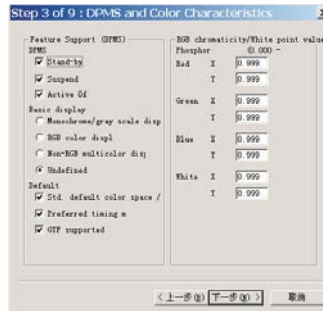 Step 3 of 9 : DPMS and Color Characteristics
Feature Support (DPMS)
DPMS
Stand-by
Suspend
Active Of
Basic display
Monochrome/gray scale disp
RGB color displ
Non-RGB multicolor disp
Undefined
Default
Std. default color space /
Preferred timing m
GTF supported
RGB chromaticity/White point value
Phosphor (0.000 -
Red X 0.999
Y 0.999
Green X 0.999
Y 0.999
Blue X 0.999
Y 0.999
White X 0.999
Y 0.999
< 上一步(B) 下一步(N) > 取消